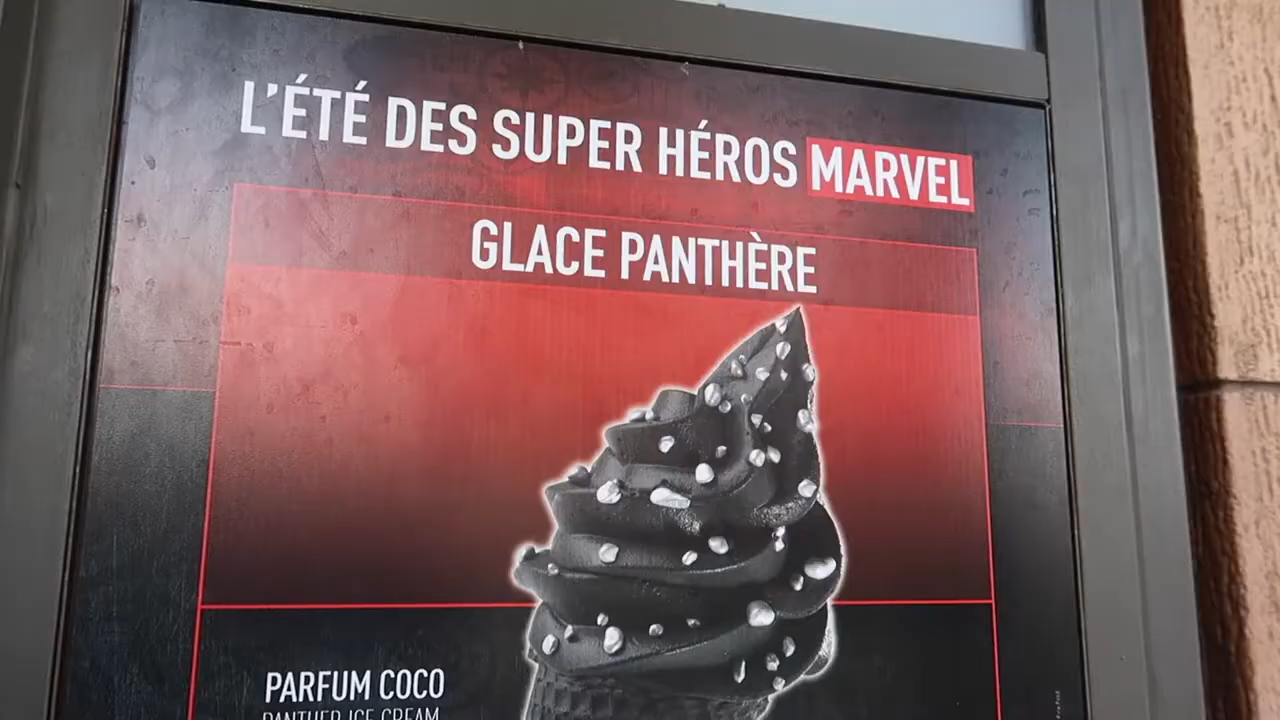 L'ÉTÉ DES SUPER HÉROS MARVEL
GLACE PANTHÈRE
PARFUM COCO
PANTHER ICE CREAM